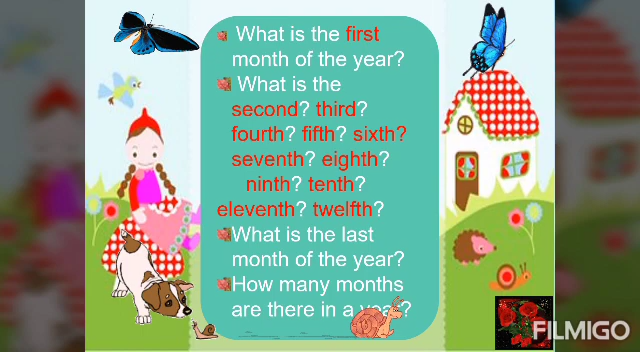 What is the first
month of the year?
What is the
second? third?
fourth? fifth? sixth?
seventh? eighth?
ninth? tenth?
eleventh? twelfth?
What is the last
month of the year?
How many months
are there in a year?
FILMIGO